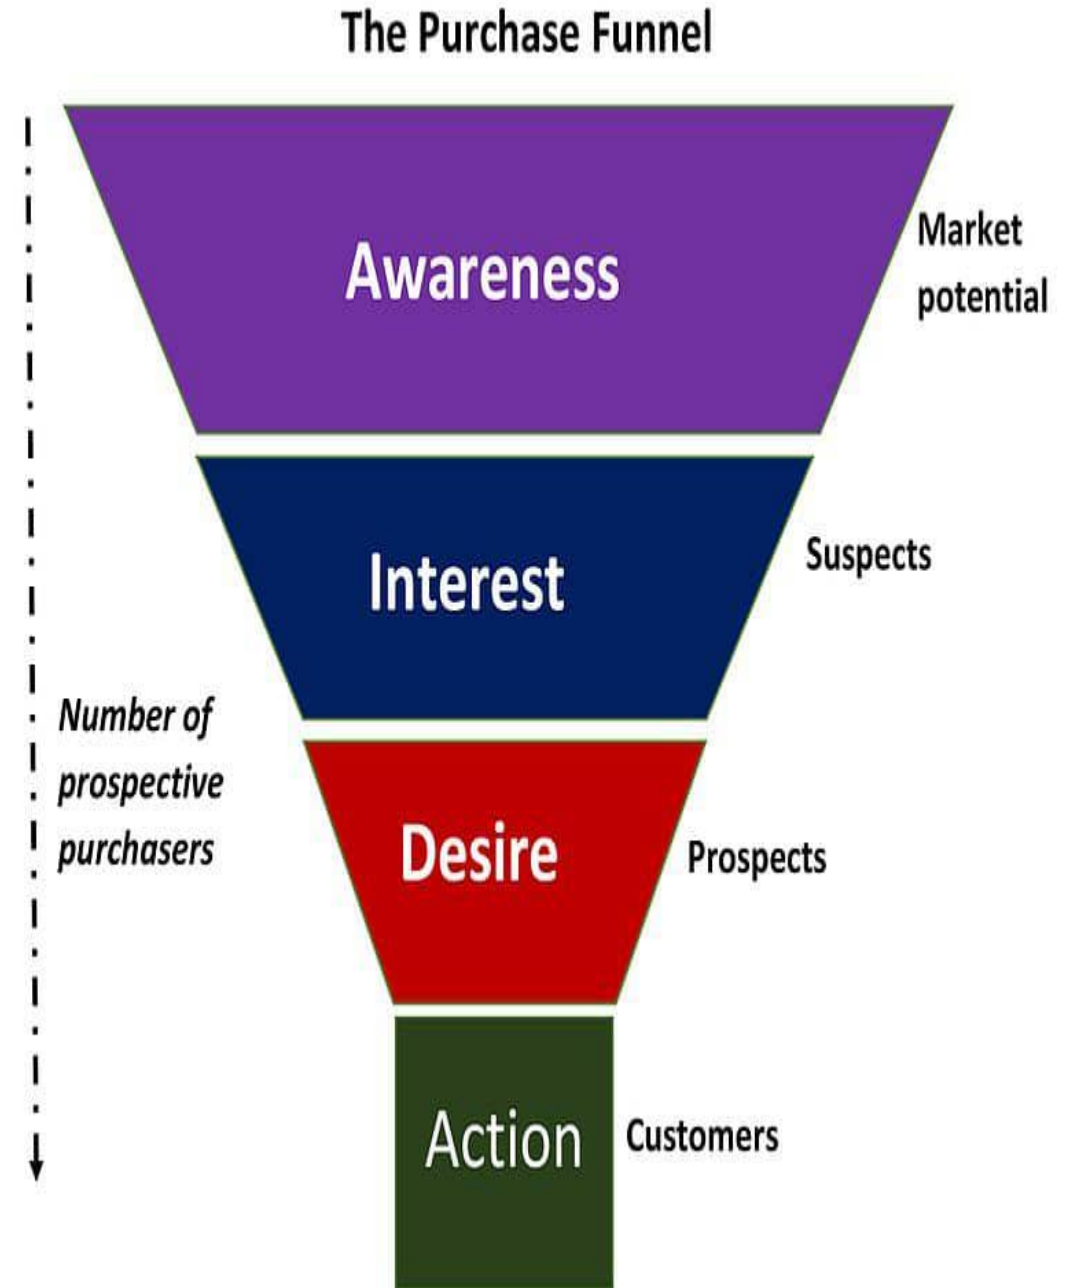 The Purchase Funnel
Awareness
Market
potential
Interest
Suspects
Number of
prospective
purchasers
Desire
Prospects
Action
Customers